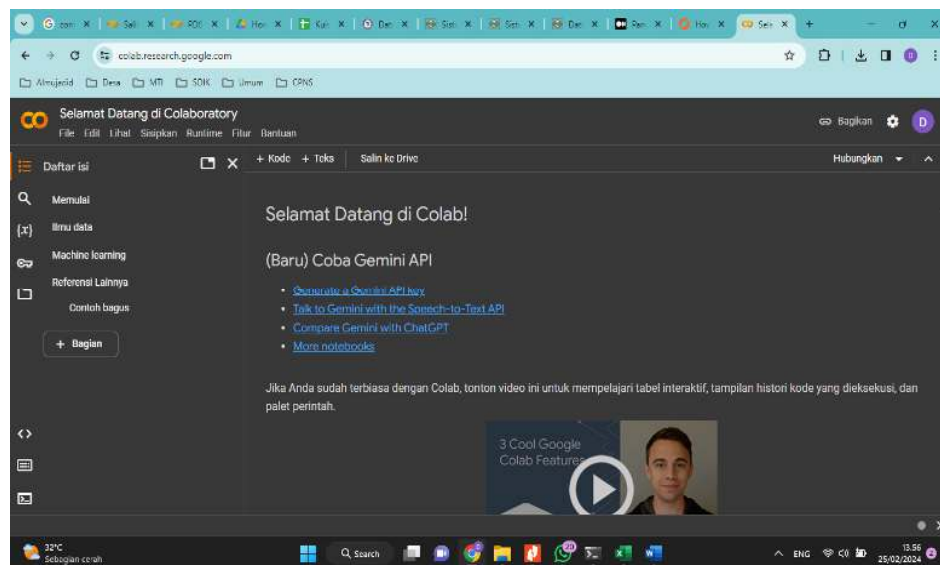 colab.research.google.com
Almujarid Desa MTI SDIK Umum CPNS
Selamat Datang di Colaboratory
File Edit Lihat Sisipkan Runtime Fitur Bantuan
Bagikan
D
Daftar isi
+ Kode + Teks Salin ke Drive
Hubungkan
Memulai
Ilmu data
Machine learning
Referensi Lainnya
Contoh bagus
+ Bagian
Selamat Datang di Colab!
(Baru) Coba Gemini API
Generate a Gemini API key
Talk to Gemini with the Speech-to-Text API
Compare Gemini with ChatGPT
More notebooks
Jika Anda sudah terbiasa dengan Colab, tonton video ini untuk mempelajari tabel interaktif, tampilan histori kode yang dieksekusi, dan
palet perintah.
3 Cool Google
Colab Features
32°C
Sebagian cerah
Search
ENG
13.56
25/02/2024